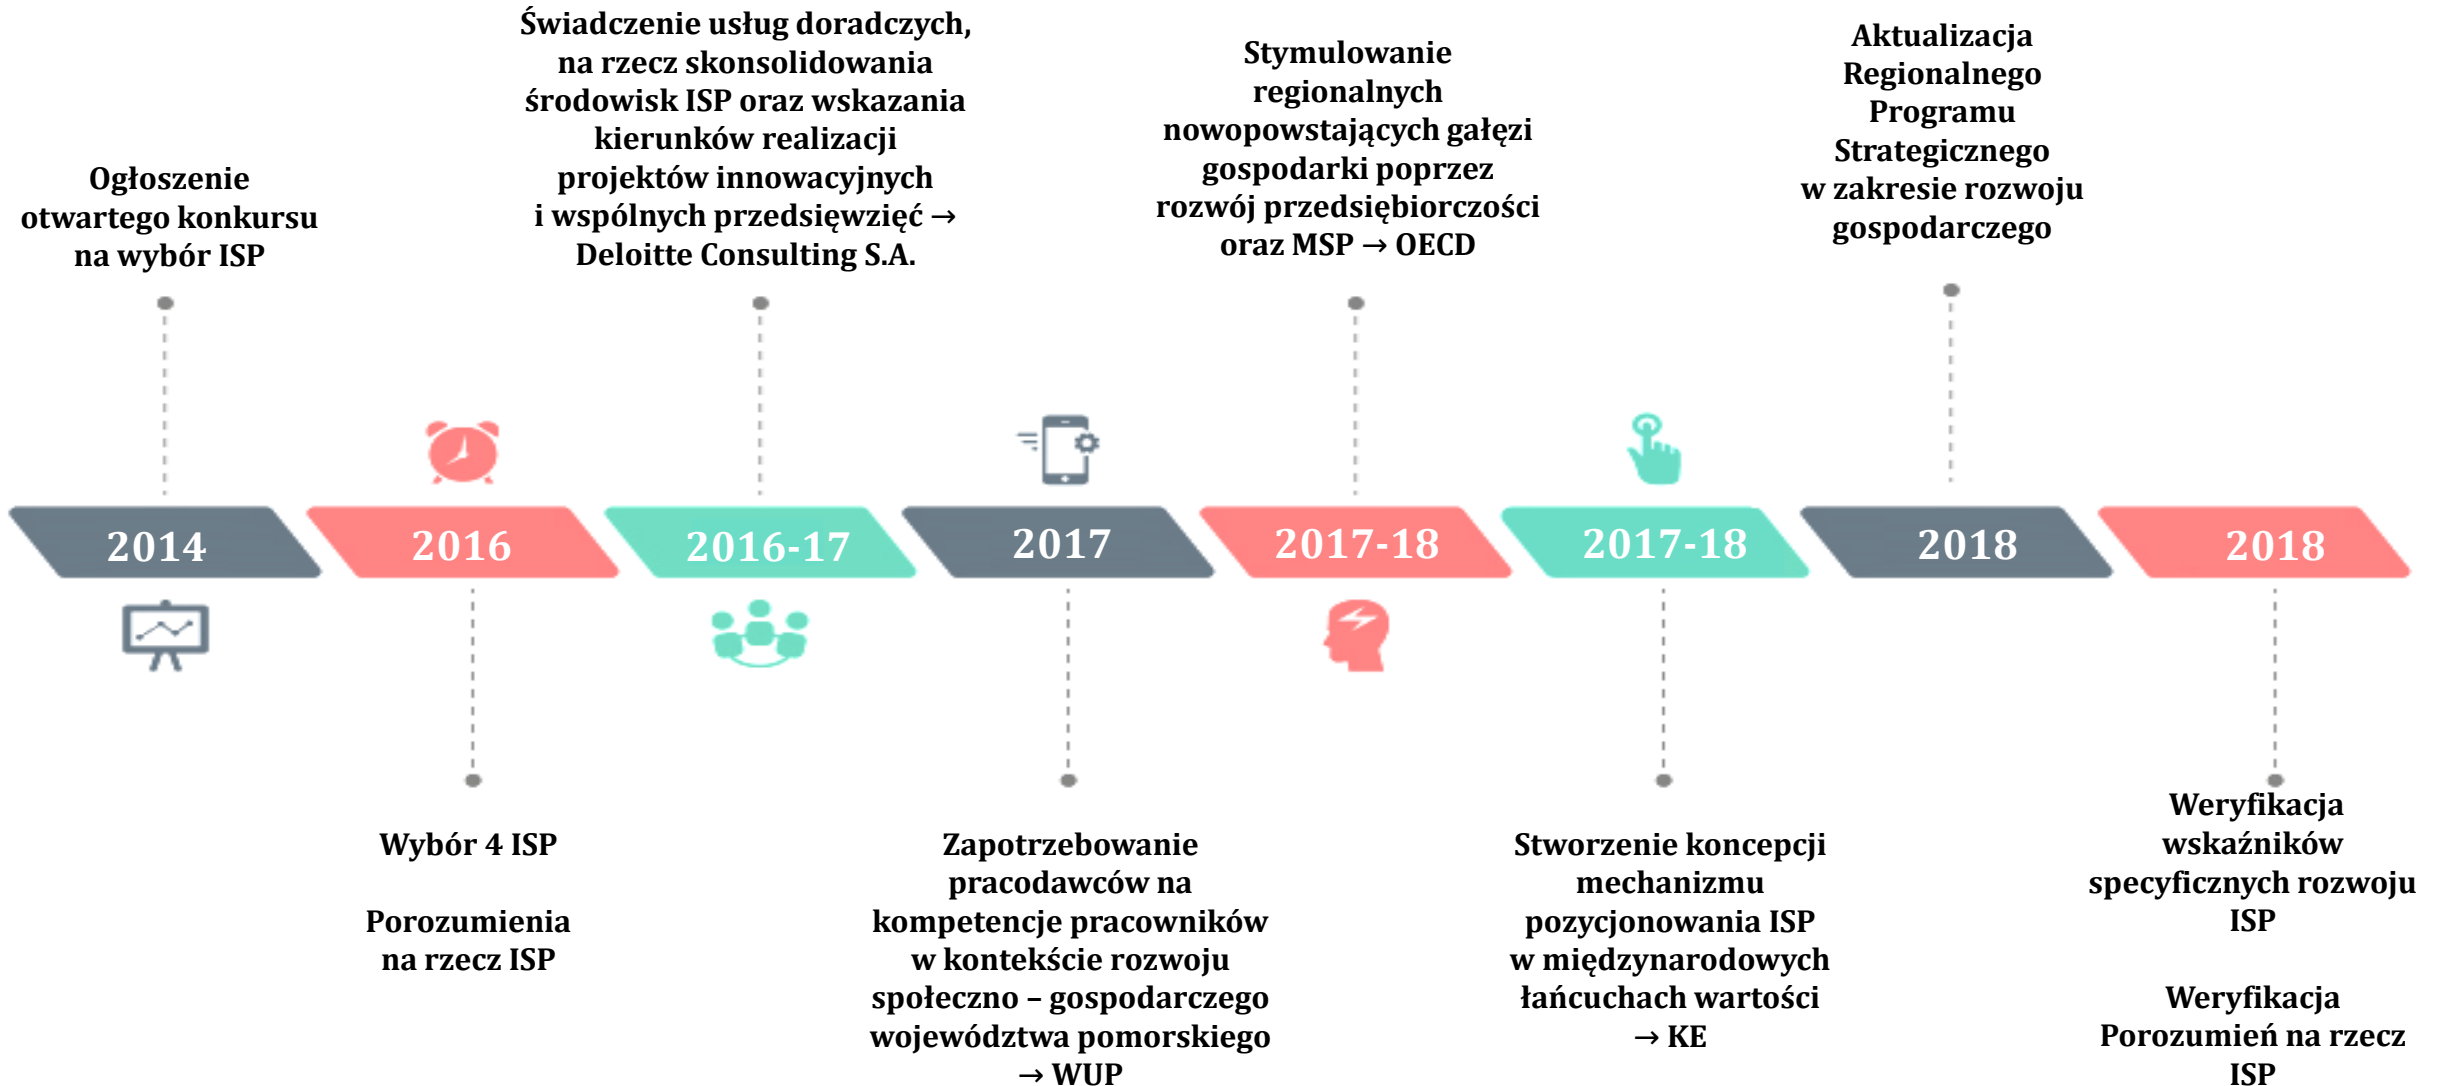 Ogłoszenie
otwartego konkursu
na wybór ISP
Świadczenie usług doradczych,
na rzecz skonsolidowania
środowisk ISP oraz wskazania
kierunków realizacji
projektów innowacyjnych
i wspólnych przedsięwzięć →
Deloitte Consulting S.A.
Stymulowanie
regionalnych
nowopowstających gałęzi
gospodarki poprzez
rozwój przedsiębiorczości
oraz MSP → OECD
Aktualizacja
Regionalnego
Programu
Strategicznego
w zakresie rozwoju
gospodarczego
2014
2016
2016-17
2017
2017-18
2017-18
2018
2018
Wybór 4 ISP
Porozumienia
na rzecz ISP
Zapotrzebowanie
pracodawców na
kompetencje pracowników
w kontekście rozwoju
społeczno – gospodarczego
województwa pomorskiego
→ WUP
Stworzenie koncepcji
mechanizmu
pozycjonowania ISP
w międzynarodowych
łańcuchach wartości
→ KE
Weryfikacja
wskaźników
specyficznych rozwoju
ISP
Weryfikacja
Porozumień na rzecz
ISP